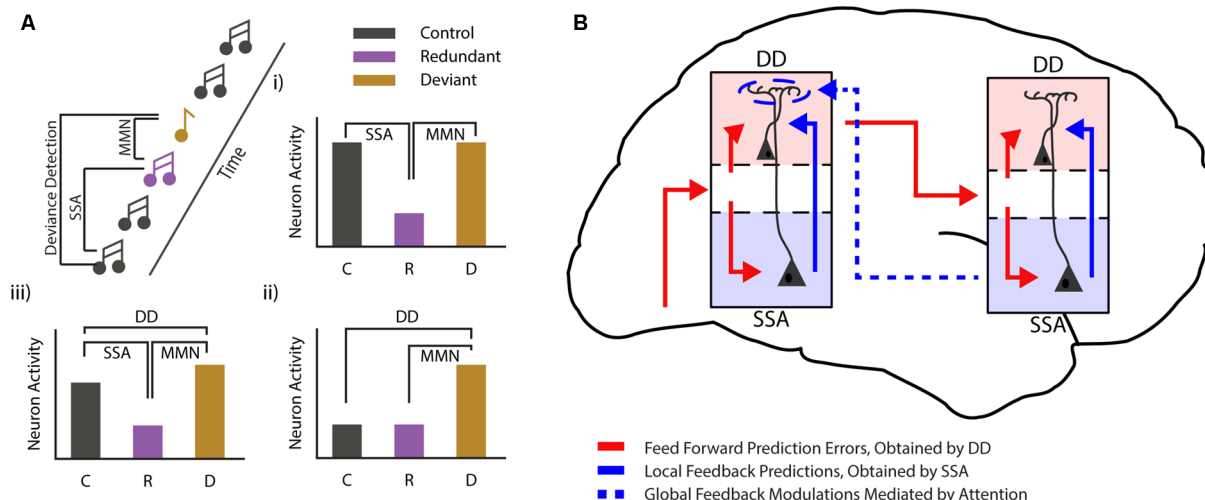 A
Control
Redundant
Deviant
Deviance Detection
MMN
SSA
Time
i)
SSA
MMN
Neuron Activity
C
R
D
iii)
DD
SSA
MMN
Neuron Activity
C
R
D
ii)
DD
MMN
Neuron Activity
C
R
D
B
DD
SSA
DD
SSA
Feed Forward Prediction Errors, Obtained by DD
Local Feedback Predictions, Obtained by SSA
Global Feedback Modulations Mediated by Attention